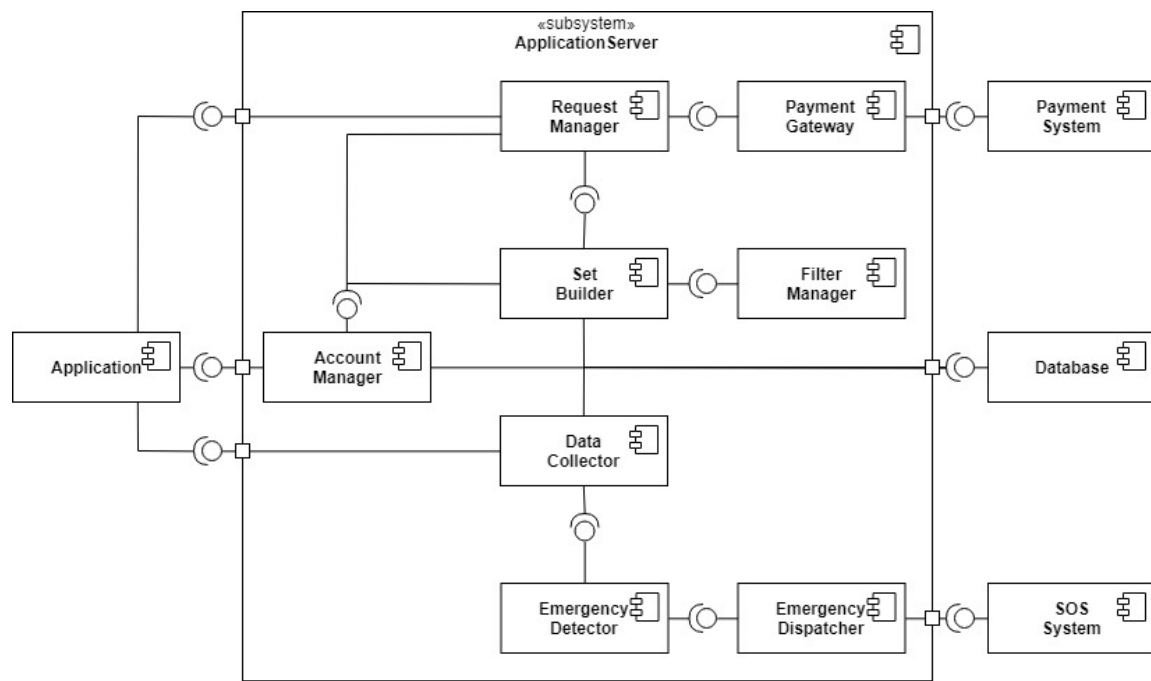 «subsystem»
ApplicationServer
Request
Manager
Payment
Gateway
Payment
System
Set
Builder
Filter
Manager
Application
Account
Manager
Database
Data
Collector
Emergency
Detector
Emergency
Dispatcher
SOS
System